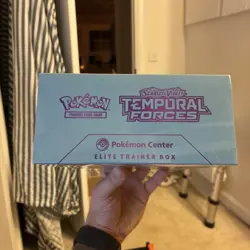 Pokémon
TRADING CARD GAME
SCARLET & VIOLET
TEMPORAL
FORCES
Pokémon Center
ELITE TRAINER BOX